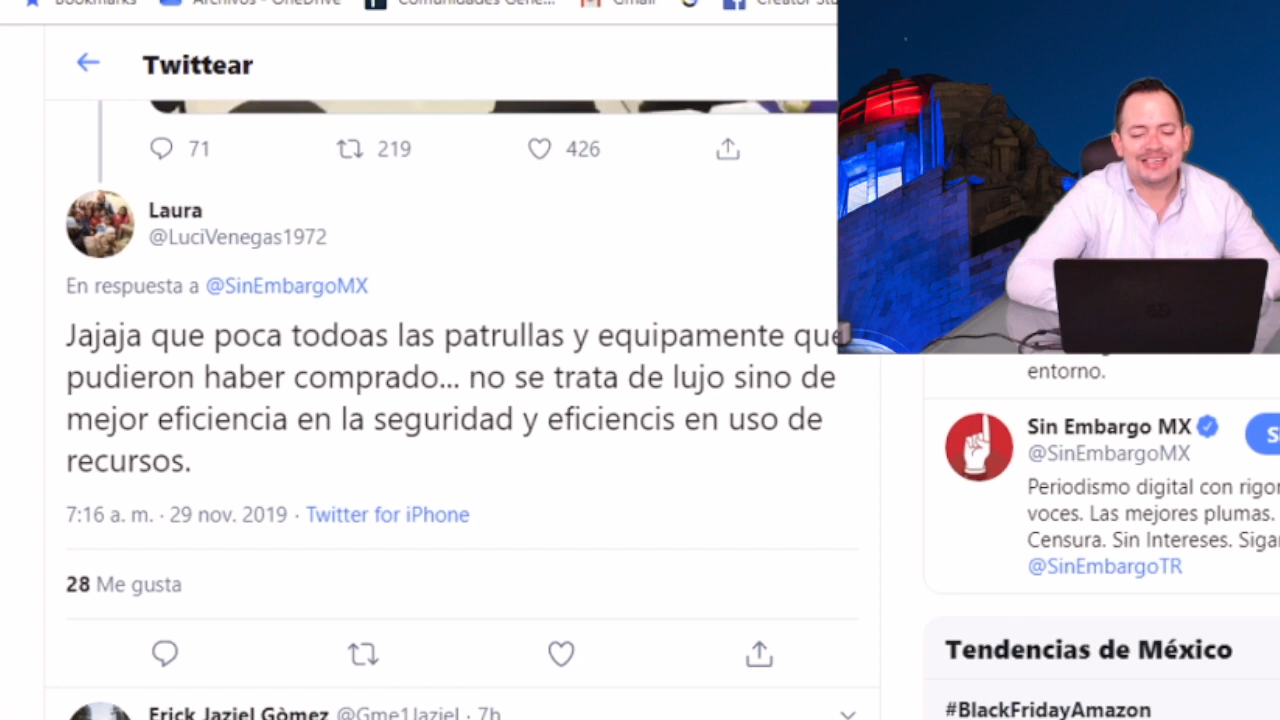 Bookmarks
Archivos - OneDrive
Comunidades Gene...
Gmail
Creator Stu
Twittear
71
219
426
Laura
@LuciVenegas1972
En respuesta a @SinEmbargoMX
Jajaja que poca todoas las patrullas y equipamente que
pudieron haber comprado... no se trata de lujo sino de
mejor eficiencia en la seguridad y eficiencis en uso de
recursos.
7:16 a. m. · 29 nov. 2019 · Twitter for iPhone
28 Me gusta
Erick Jaziel Gòmez @Gme1Jaziel · 7h
entorno.
Sin Embargo MX
@SinEmbargoMX
Periodismo digital con rigor
voces. Las mejores plumas.
Censura. Sin Intereses. Sigan
@SinEmbargoTR
Tendencias de México
#BlackFridayAmazon